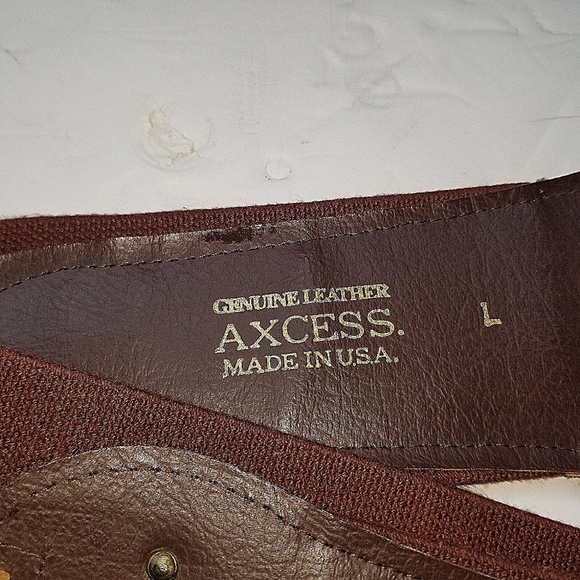 GENUINE LEATHER
AXCESS.
MADE IN U.S.A.
L